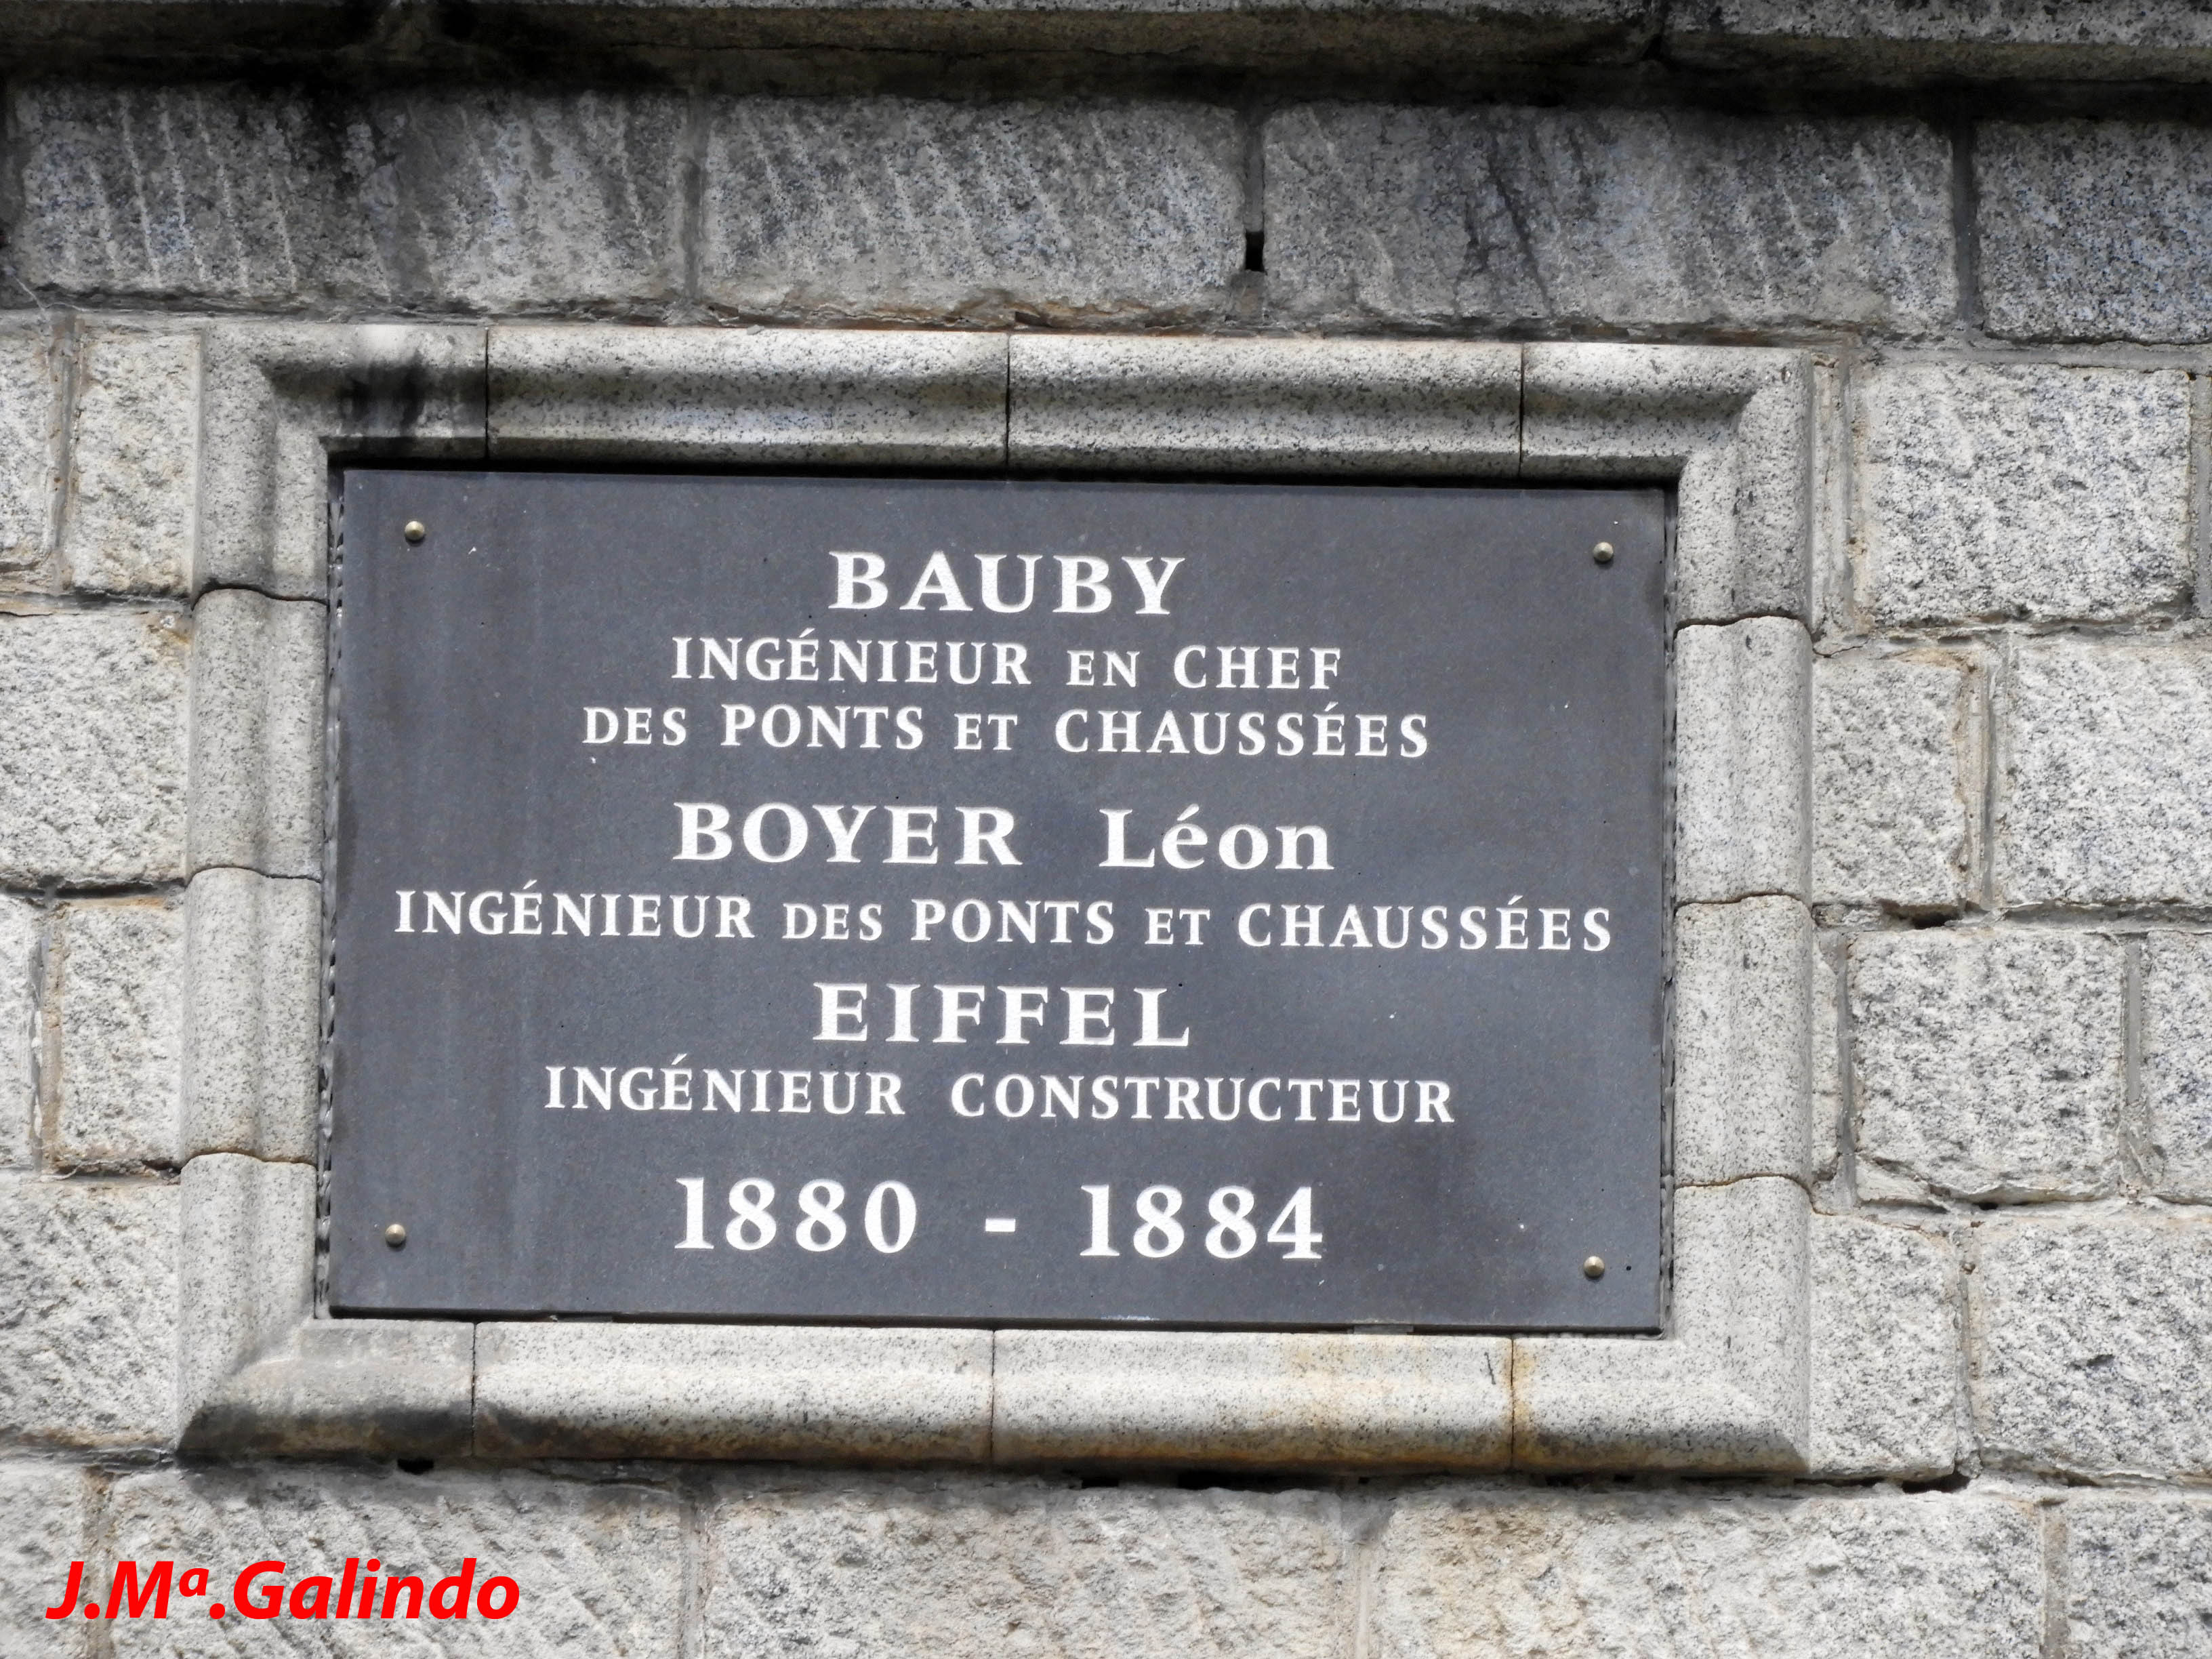 BAUBY
INGÉNIEUR EN CHEF
DES PONTS ET CHAUSSÉES
BOYER Léon
INGÉNIEUR DES PONTS ET CHAUSSÉES
EIFFEL
INGÉNIEUR CONSTRUCTEUR
1880 - 1884
J.Mª.Galindo